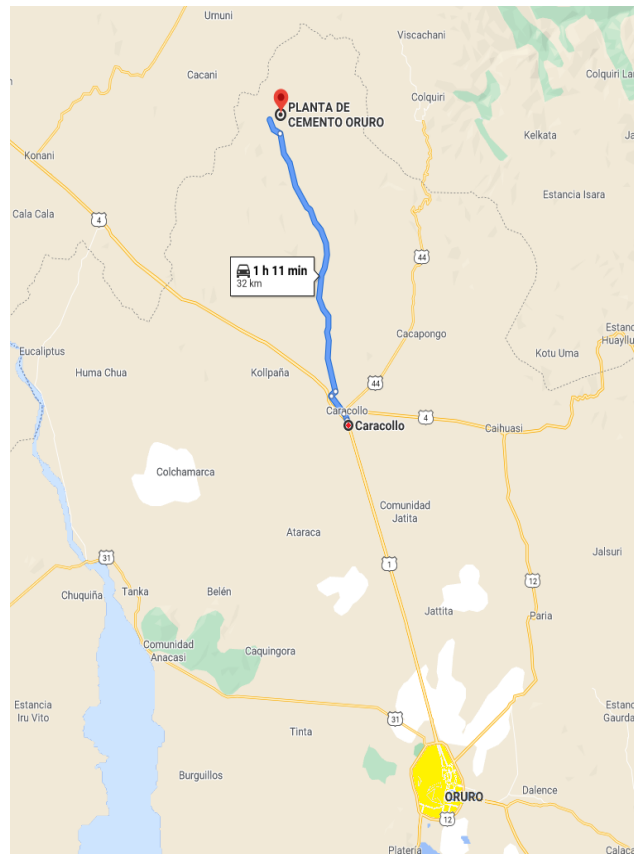 Umuni
Viscachani
Cacani
Colquiri La
PLANTA DE
CEMENTO ORURO
Colquiri
Konani
Kelkata
Ja
Estancia Isara
Cala Cala
4
44
1 h 11 min
32 km
Estan
Huayllu
Cacapongo
Eucaliptus
Kotu Uma
Huma Chua
Kollpaña
44
Caracollo
4
Caracollo
Caihuasi
Colchamarca
Comunidad
Jatita
Ataraca
Jalsuri
31
1
12
Chuquiña
Tanka
Belén
Jattita
Paria
Comunidad
Anacasi
Caquingora
Estancia
Iru Vito
31
Estanc
Gaurda
Tinta
Burguillos
ORURO
Dalence
12
Plateria
Calaca